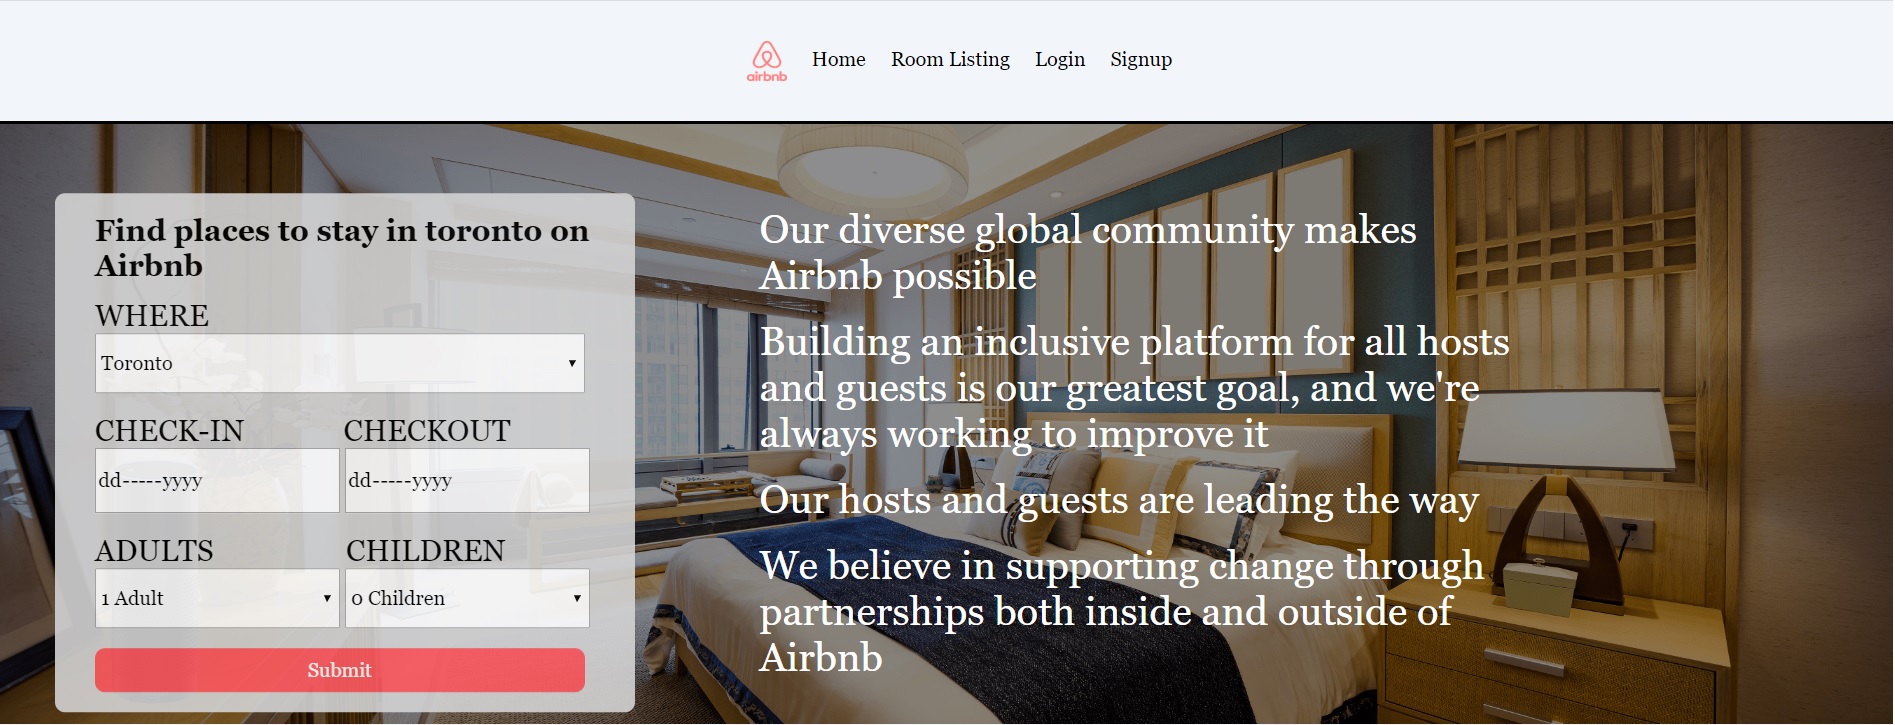 airbnb
Home Room Listing Login Signup
Find places to stay in toronto on
Airbnb
WHERE
Toronto
CHECK-IN CHECKOUT
dd-----yyyy dd-----yyyy
ADULTS CHILDREN
1 Adult 0 Children
Submit
Our diverse global community makes
Airbnb possible
Building an inclusive platform for all hosts
and guests is our greatest goal, and we're
always working to improve it
Our hosts and guests are leading the way
We believe in supporting change through
partnerships both inside and outside of
Airbnb